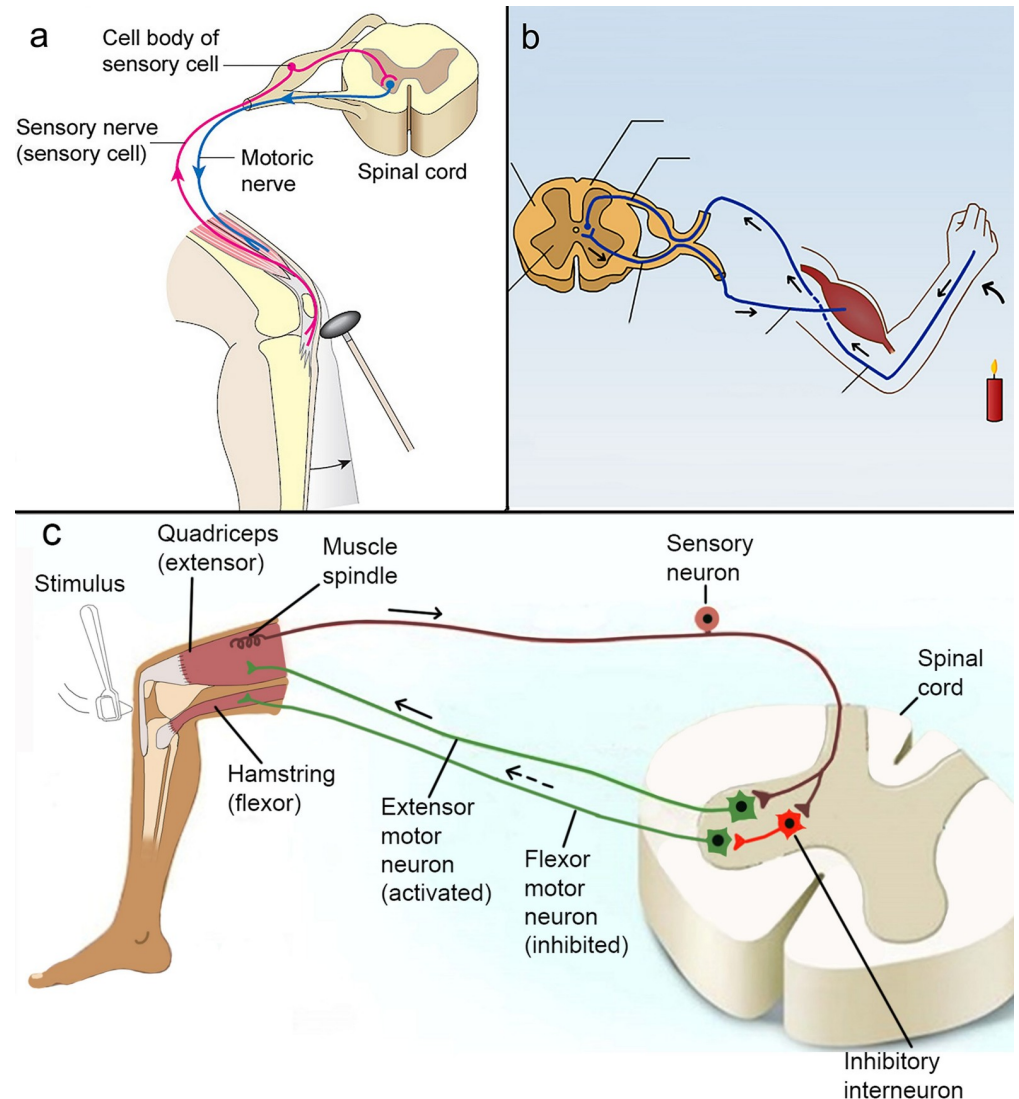 a
Cell body of
sensory cell
Sensory nerve
(sensory cell)
Motoric
nerve
Spinal cord
b
c
Quadriceps
(extensor)
Muscle
spindle
Stimulus
Sensory
neuron
Spinal
cord
Hamstring
(flexor)
Extensor
motor
neuron
(activated)
Flexor
motor
neuron
(inhibited)
Inhibitory
interneuron